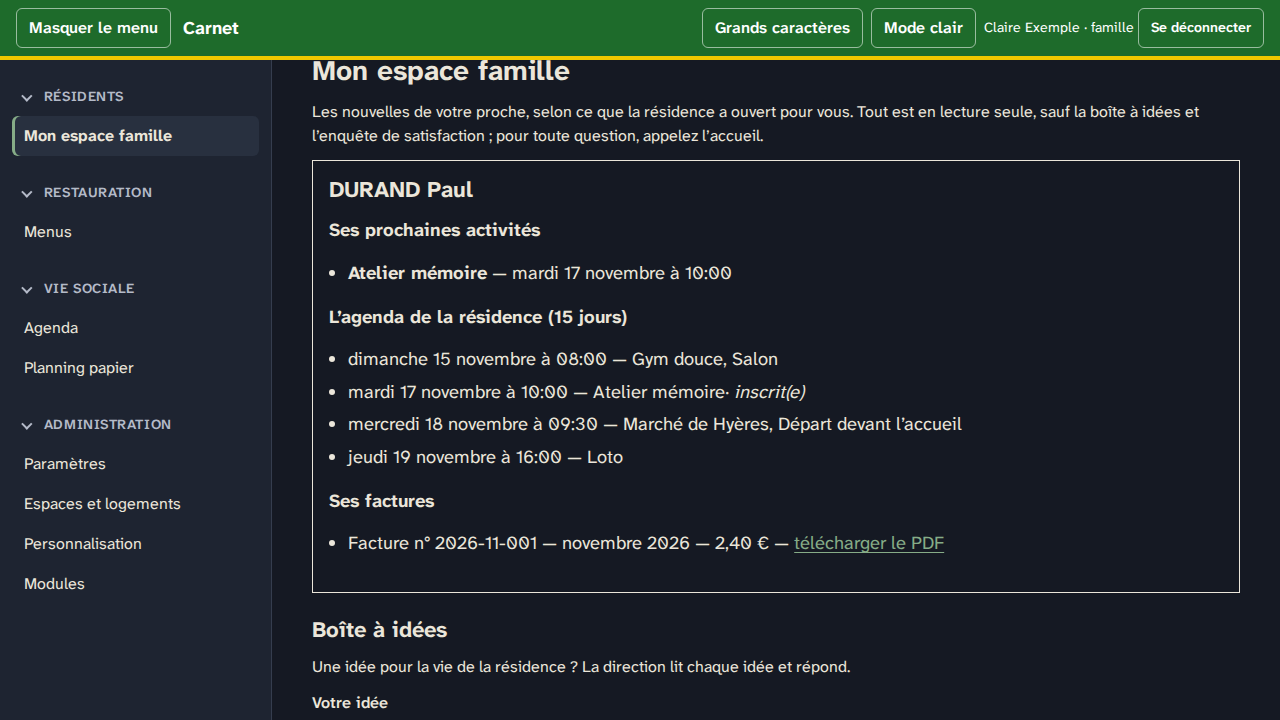 Masquer le menu
Carnet
Grands caractères
Mode clair
Claire Exemple · famille
Se déconnecter
RÉSIDENTS
Mon espace famille
RESTAURATION
Menus
VIE SOCIALE
Agenda
Planning papier
ADMINISTRATION
Paramètres
Espaces et logements
Personnalisation
Modules
Mon espace famille
Les nouvelles de votre proche, selon ce que la résidence a ouvert pour vous. Tout est en lecture seule, sauf la boîte à idées et
l’enquête de satisfaction ; pour toute question, appelez l’accueil.
DURAND Paul
Ses prochaines activités
• Atelier mémoire — mardi 17 novembre à 10:00
L’agenda de la résidence (15 jours)
• dimanche 15 novembre à 08:00 — Gym douce, Salon
• mardi 17 novembre à 10:00 — Atelier mémoire· inscrit(e)
• mercredi 18 novembre à 09:30 — Marché de Hyères, Départ devant l’accueil
• jeudi 19 novembre à 16:00 — Loto
Ses factures
• Facture n° 2026-11-001 — novembre 2026 — 2,40 € — télécharger le PDF
Boîte à idées
Une idée pour la vie de la résidence ? La direction lit chaque idée et répond.
Votre idée